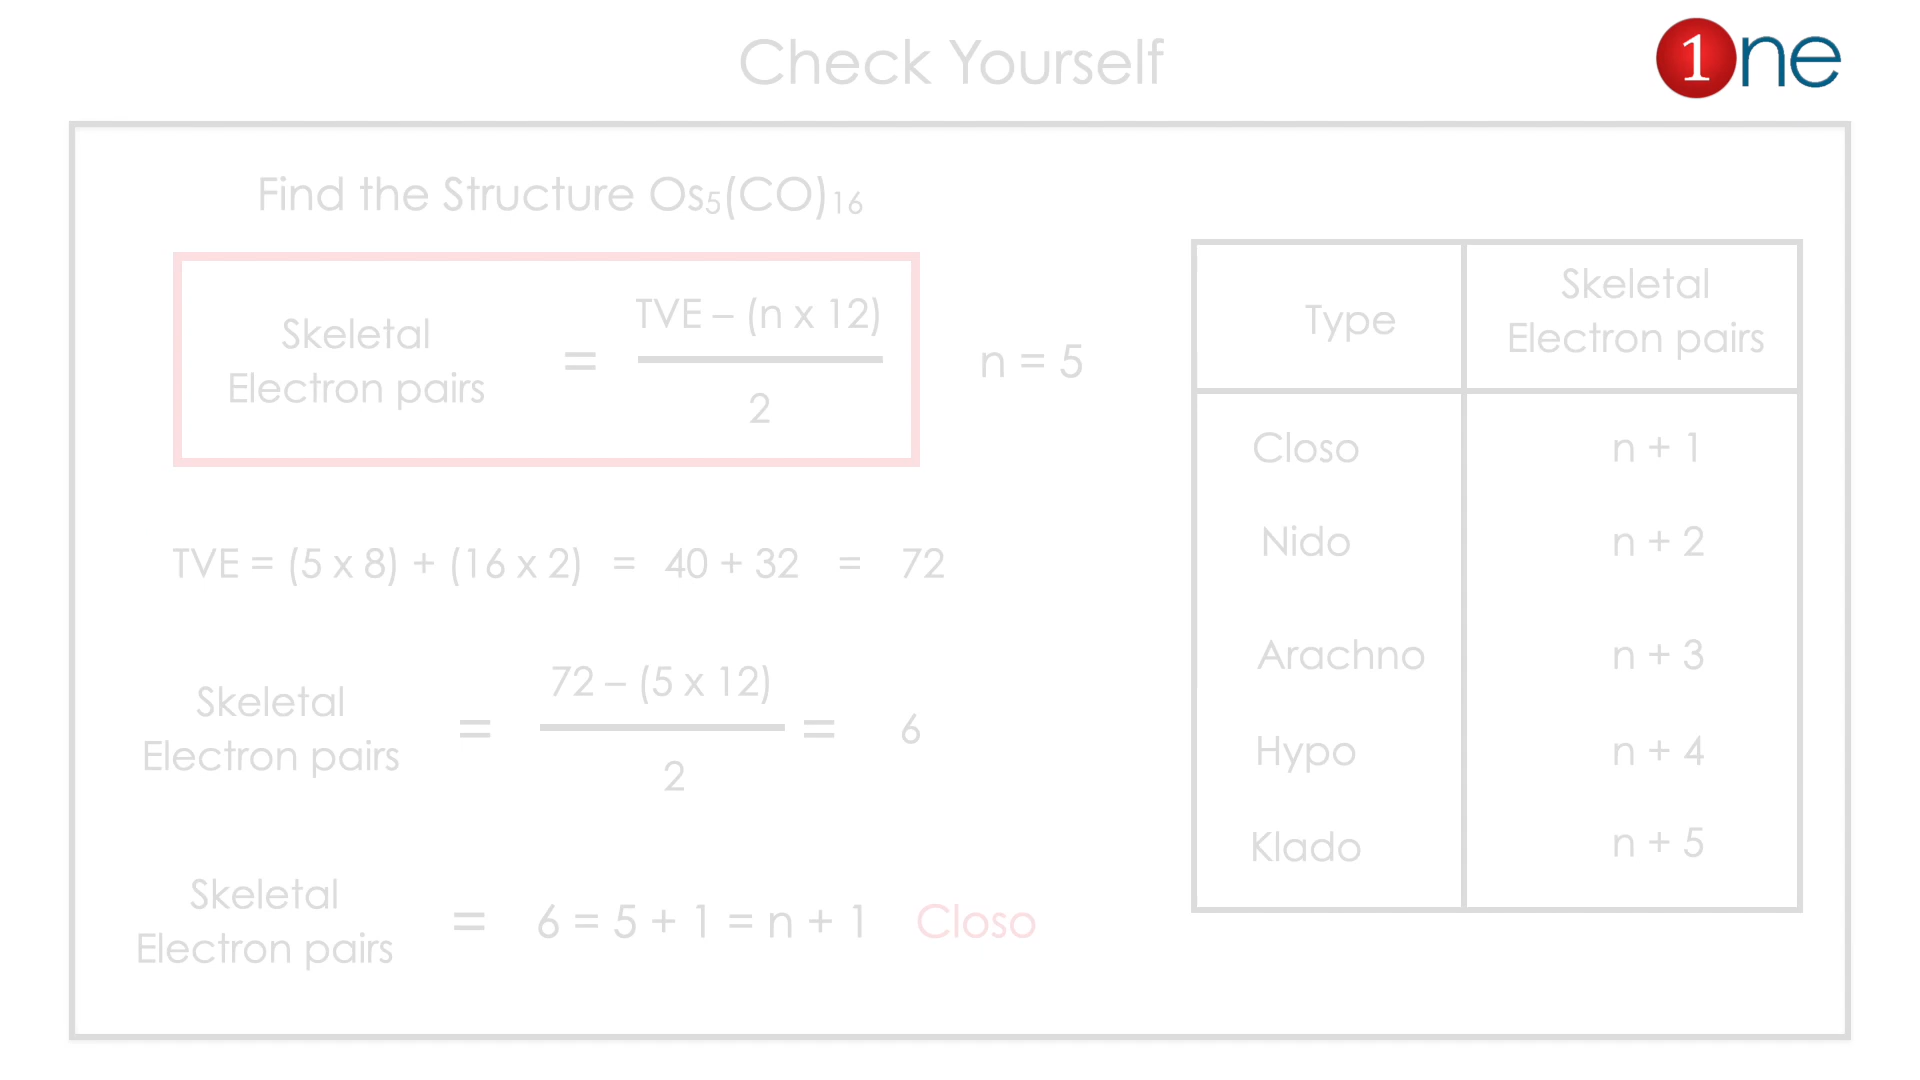 Check Yourself
1ne
Find the Structure Os₅(CO)₁₆
Skeletal
Electron pairs
=
TVE – (n x 12)
2
n = 5
TVE = (5 x 8) + (16 x 2) = 40 + 32 = 72
Skeletal
Electron pairs
=
72 – (5 x 12)
2
= 6
Skeletal
Electron pairs
= 6 = 5 + 1 = n + 1 Closo
Type
Skeletal
Electron pairs
Closo n + 1
Nido n + 2
Arachno n + 3
Hypo n + 4
Klado n + 5